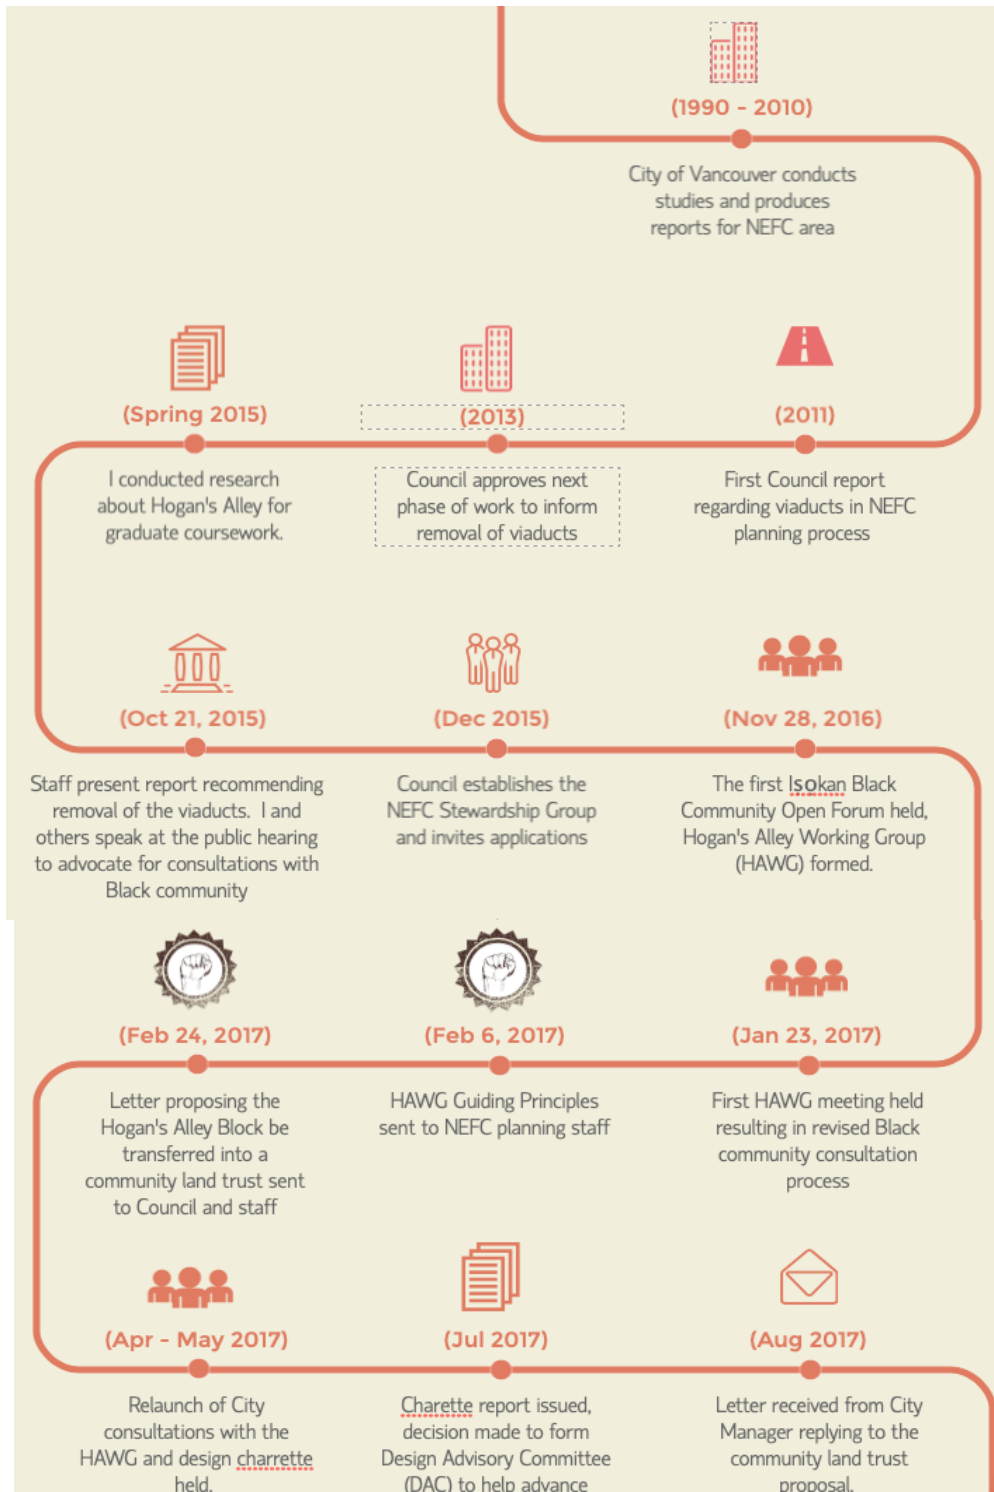 (1990 - 2010)
City of Vancouver conducts
studies and produces
reports for NEFC area
(2011)
First Council report
regarding viaducts in NEFC
planning process
(2013)
Council approves next
phase of work to inform
removal of viaducts
(Spring 2015)
I conducted research
about Hogan's Alley for
graduate coursework.
(Oct 21, 2015)
Staff present report recommending
removal of the viaducts.  I and
others speak at the public hearing
to advocate for consultations with
Black community
(Dec 2015)
Council establishes the
NEFC Stewardship Group
and invites applications
(Nov 28, 2016)
The first Isokan Black
Community Open Forum held,
Hogan's Alley Working Group
(HAWG) formed.
(Jan 23, 2017)
First HAWG meeting held
resulting in revised Black
community consultation
process
(Feb 6, 2017)
HAWG Guiding Principles
sent to NEFC planning staff
(Feb 24, 2017)
Letter proposing the
Hogan's Alley Block be
transferred into a
community land trust sent
to Council and staff
(Apr - May 2017)
Relaunch of City
consultations with the
HAWG and design charrette
held.
(Jul 2017)
Charette report issued,
decision made to form
Design Advisory Committee
(DAC) to help advance
(Aug 2017)
Letter received from City
Manager replying to the
community land trust
proposal.